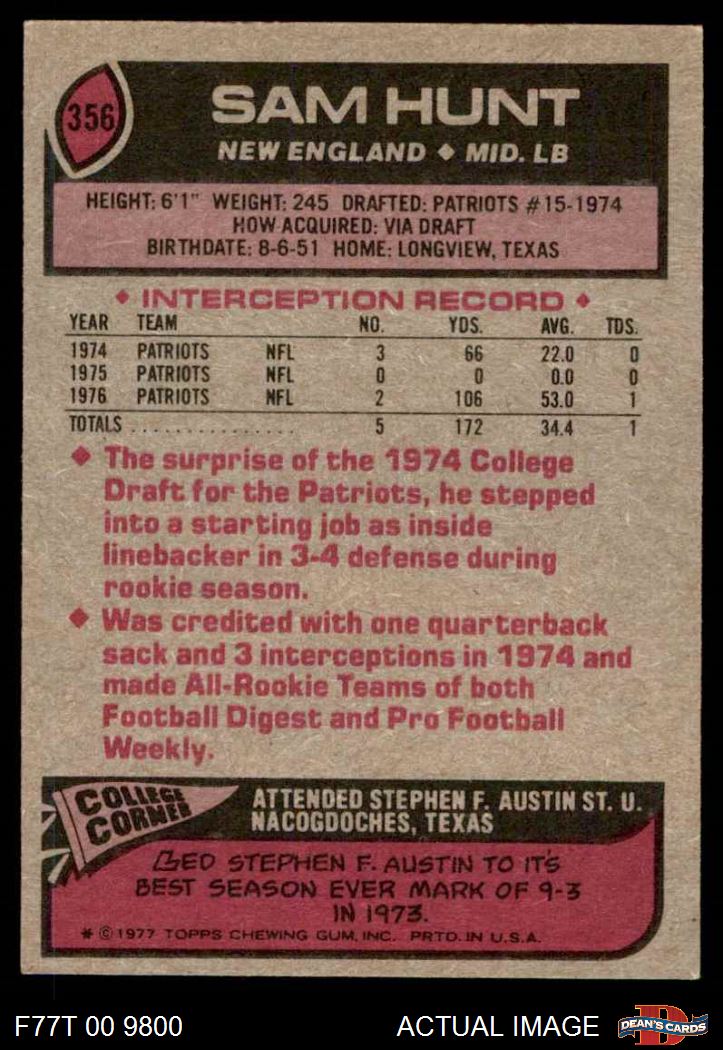 356
SAM HUNT
NEW ENGLAND ◆ MID. LB
HEIGHT: 6'1" WEIGHT: 245 DRAFTED: PATRIOTS #15-1974
HOW ACQUIRED: VIA DRAFT
BIRTHDATE: 8-6-51 HOME: LONGVIEW, TEXAS
◆ INTERCEPTION RECORD ◆
YEAR TEAM NO. YDS. AVG. TDS.
1974 PATRIOTS NFL 3 66 22.0 0
1975 PATRIOTS NFL 0 0 0.0 0
1976 PATRIOTS NFL 2 106 53.0 1
TOTALS ................ 5 172 34.4 1
◆ The surprise of the 1974 College
Draft for the Patriots, he stepped
into a starting job as inside
linebacker in 3-4 defense during
rookie season.
◆ Was credited with one quarterback
sack and 3 interceptions in 1974 and
made All-Rookie Teams of both
Football Digest and Pro Football
Weekly.
COLLEGE
CORNER
ATTENDED STEPHEN F. AUSTIN ST. U.
NACOGDOCHES, TEXAS
LED STEPHEN F. AUSTIN TO IT'S
BEST SEASON EVER MARK OF 9-3
IN 1973.
* © 1977 TOPPS CHEWING GUM, INC. PRTD. IN U.S.A.
F77T 00 9800
ACTUAL IMAGE
D
DEAN'S CARDS